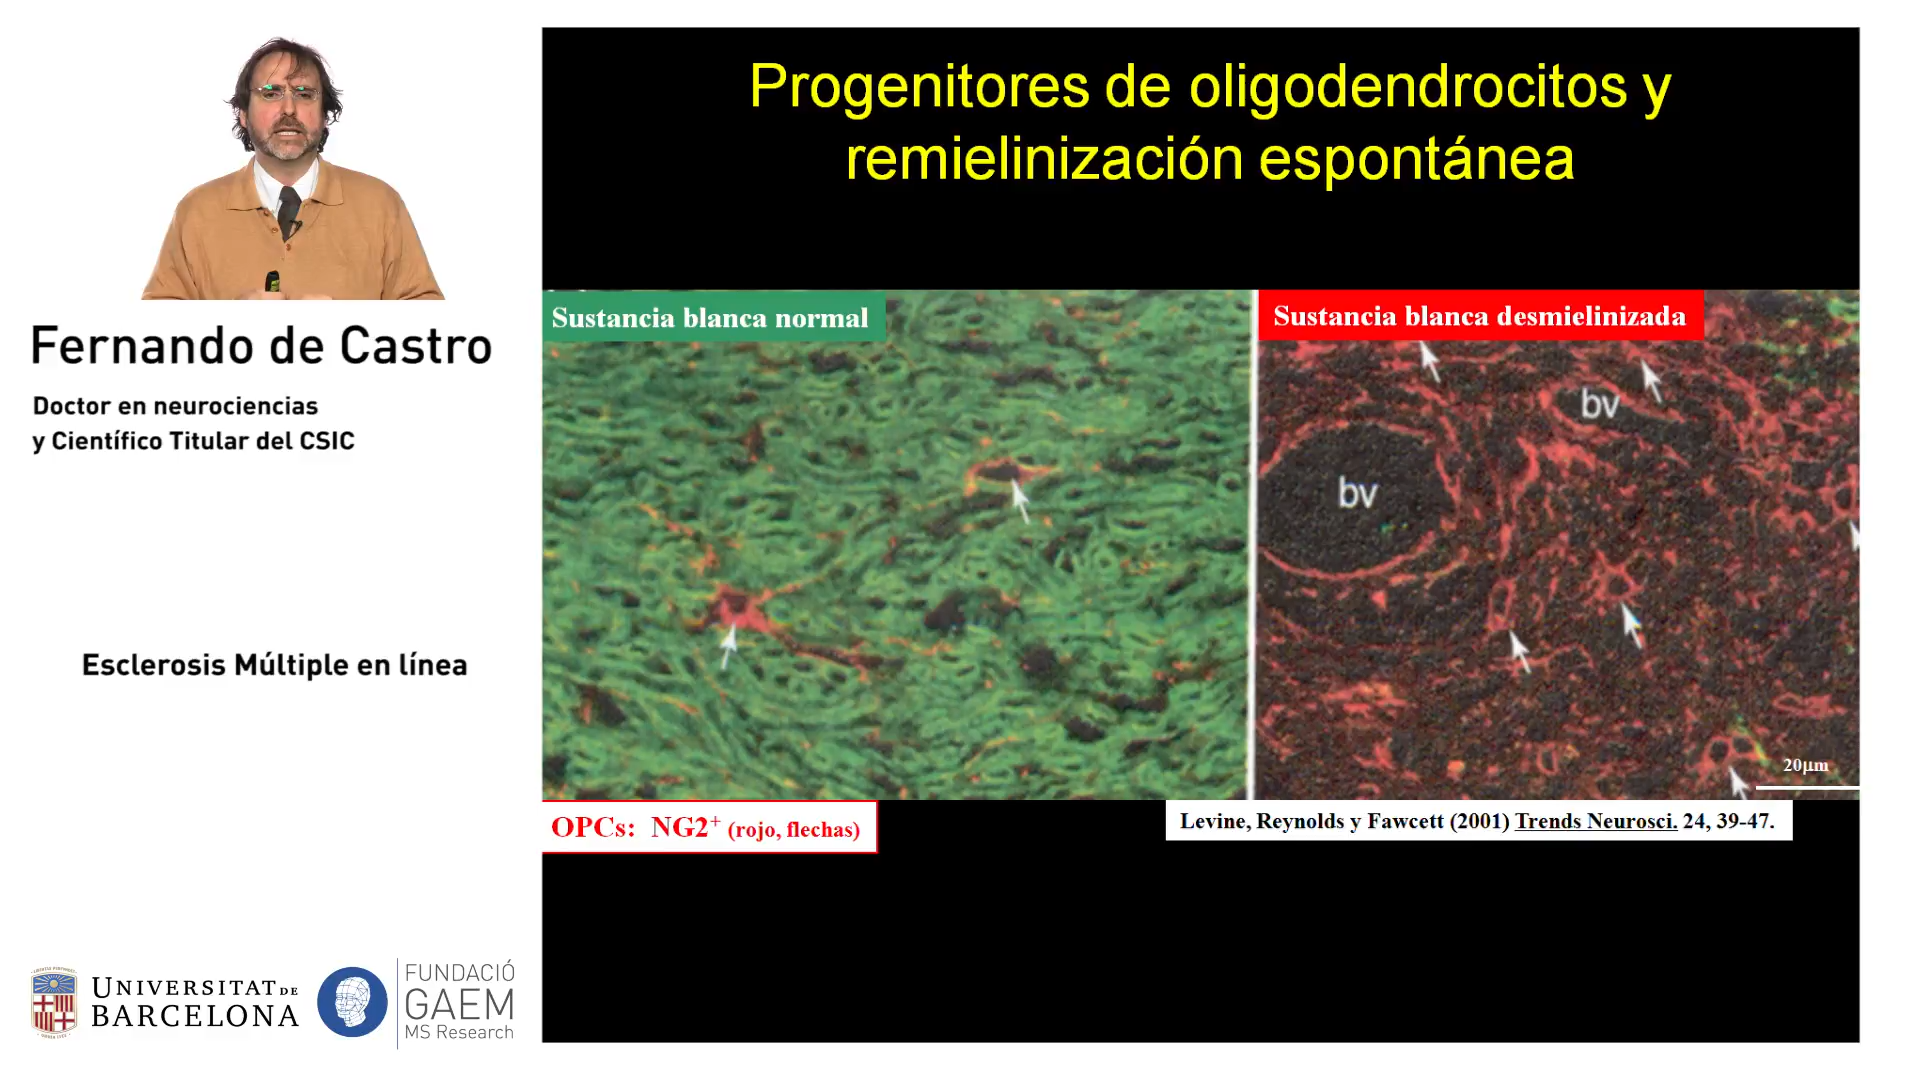 Progenitores de oligodendrocitos y
remielinización espontánea
Sustancia blanca normal
Sustancia blanca desmielinizada
bv
bv
20µm
OPCs: NG2+ (rojo, flechas)
Levine, Reynolds y Fawcett (2001) Trends Neurosci. 24, 39-47.
Fernando de Castro
Doctor en neurociencias
y Científico Titular del CSIC
Esclerosis Múltiple en línea
UNIVERSITAT DE
BARCELONA
FUNDACIÓ
GAEM
MS Research